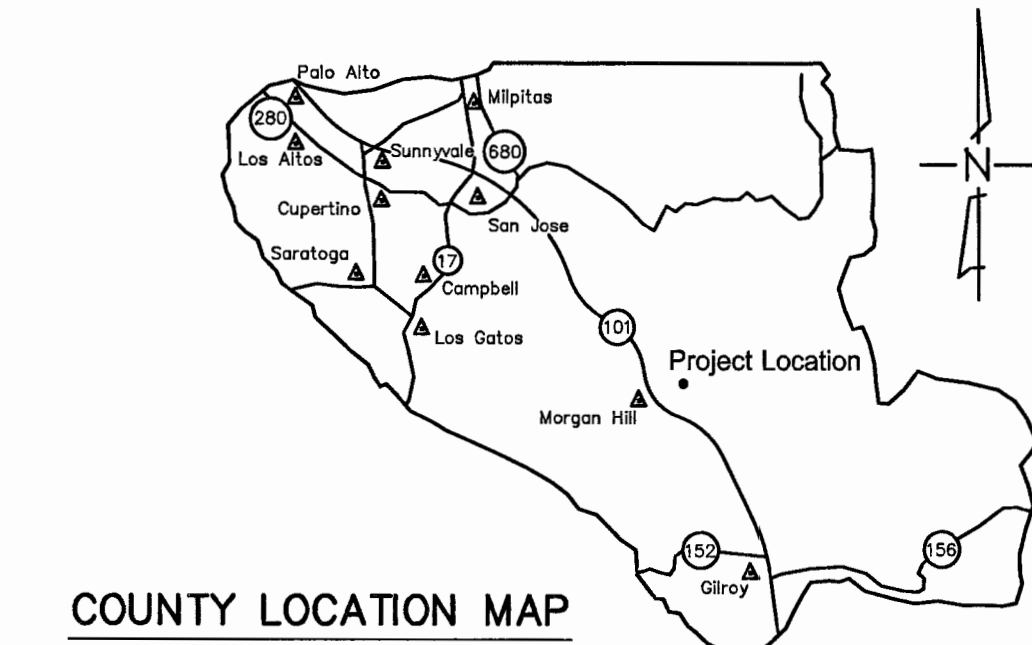 Palo Alto
280
Milpitas
Los Altos
Sunnyvale
680
N
Cupertino
San Jose
Saratoga
17
Campbell
Los Gatos
101
Project Location
Morgan Hill
152
156
Gilroy
COUNTY LOCATION MAP